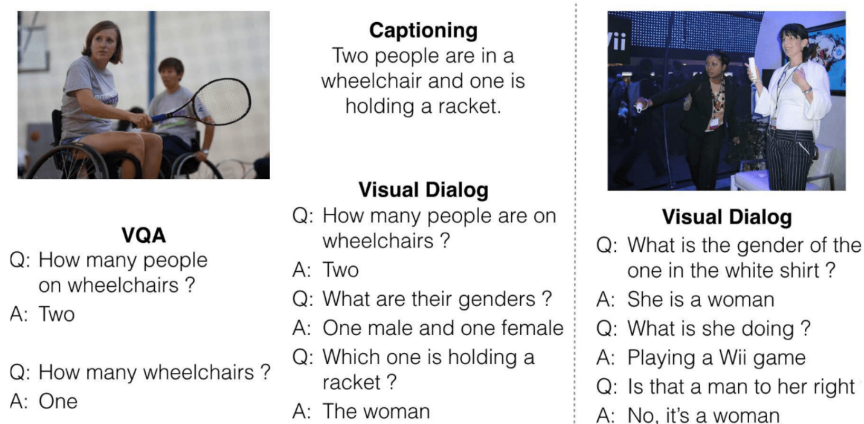 Captioning
Two people are in a
wheelchair and one is
holding a racket.
VQA
Q: How many people
on wheelchairs ?
A: Two
Q: How many wheelchairs ?
A: One
Visual Dialog
Q: How many people are on
wheelchairs ?
A: Two
Q: What are their genders ?
A: One male and one female
Q: Which one is holding a
racket ?
A: The woman
Wii
Visual Dialog
Q: What is the gender of the
one in the white shirt ?
A: She is a woman
Q: What is she doing ?
A: Playing a Wii game
Q: Is that a man to her right
A: No, it's a woman